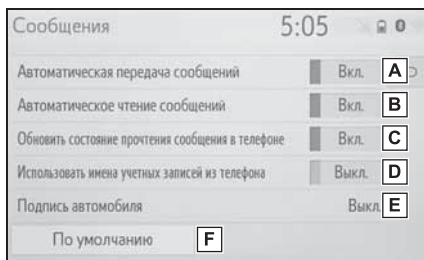 Сообщения 5:05
Автоматическая передача сообщений Вкл. A
Автоматическое чтение сообщений Вкл. B
Обновить состояние прочтения сообщения в телефоне Вкл. C
Использовать имена учетных записей из телефона Выкл. D
Подпись автомобиля Выкл. E
По умолчанию F